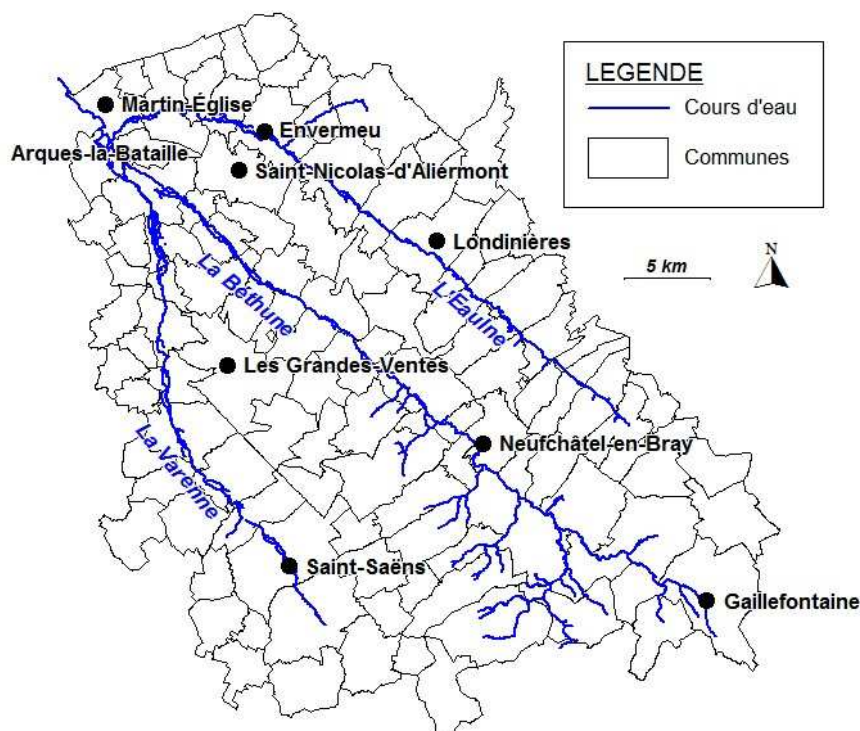 LEGENDE
Cours d'eau
Communes
5 km
N
Martin-Église
Envermeu
Arques-la-Bataille
Saint-Nicolas-d'Aliermont
Londinières
La Béthune
L'Eaulne
Les Grandes-Ventes
La Varenne
Neufchâtel-en-Bray
Saint-Saëns
Gaillefontaine